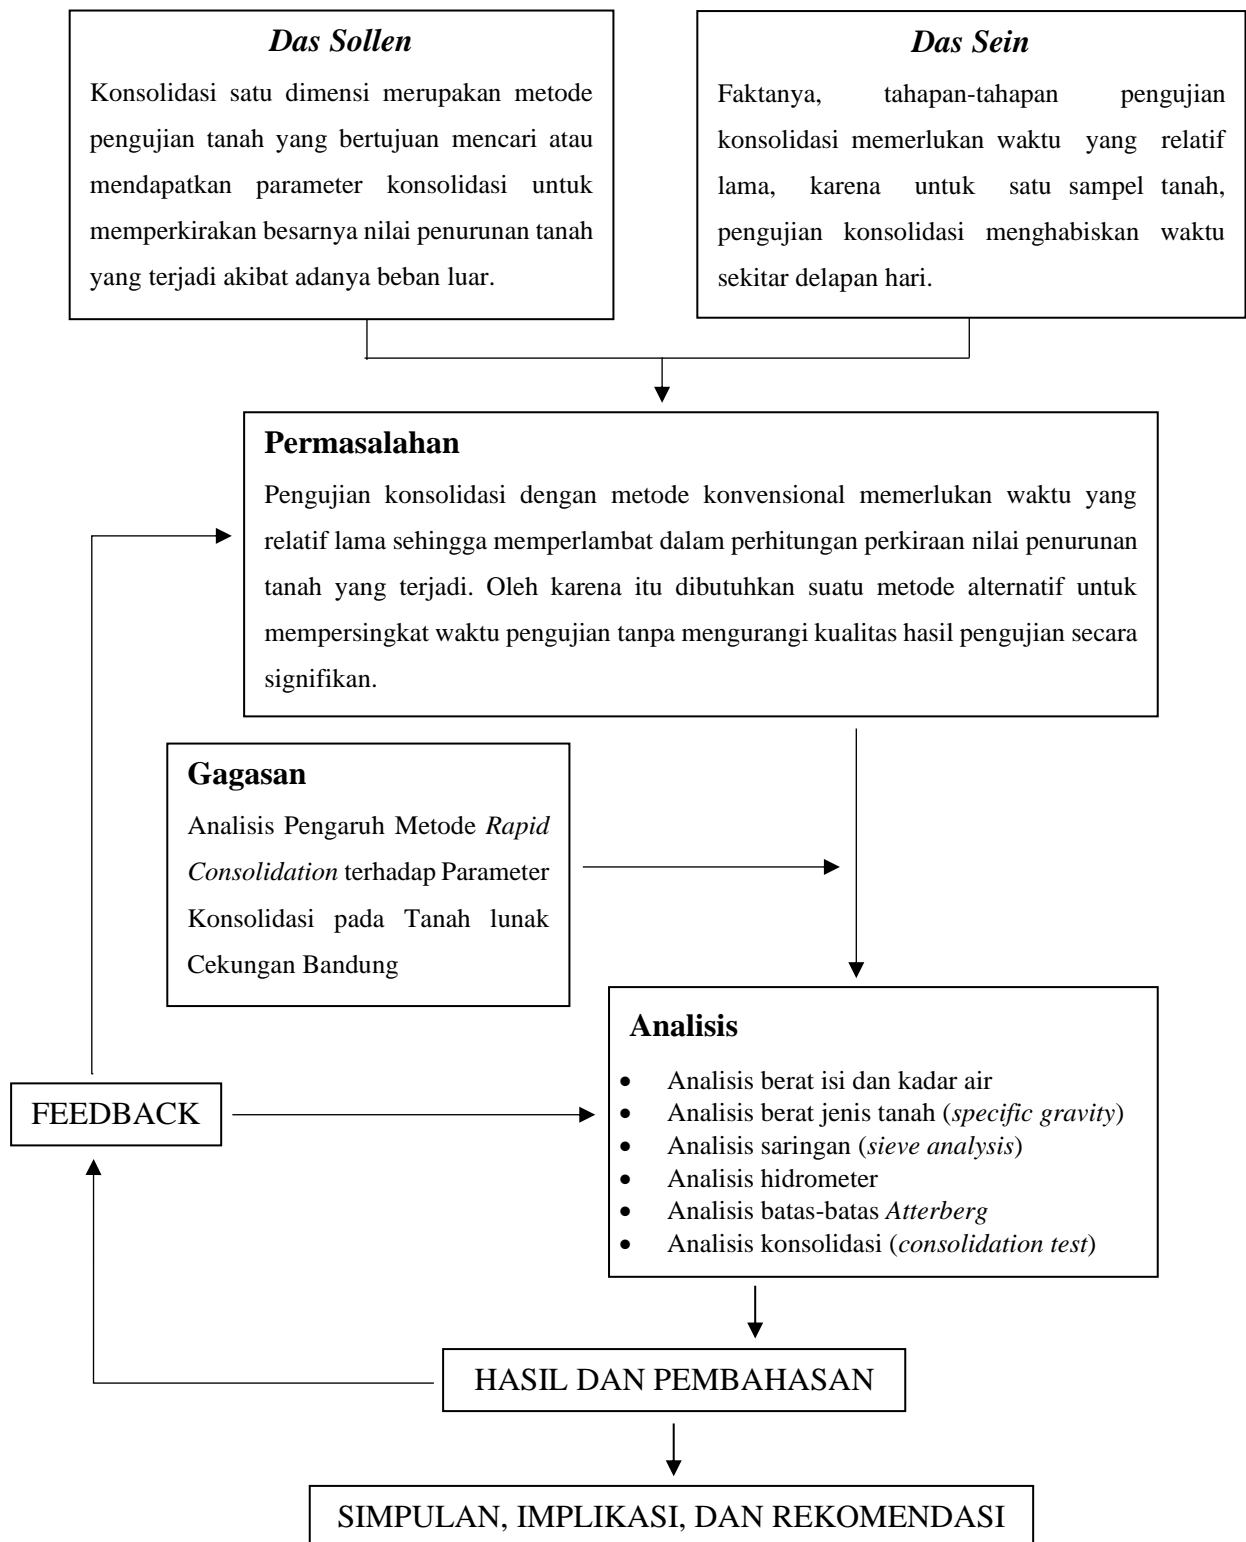 Das Sollen
Konsolidasi satu dimensi merupakan metode
pengujian tanah yang bertujuan mencari atau
mendapatkan parameter konsolidasi untuk
memperkirakan besarnya nilai penurunan tanah
yang terjadi akibat adanya beban luar.
Das Sein
Faktanya, tahapan-tahapan pengujian
konsolidasi memerlukan waktu yang relatif
lama, karena untuk satu sampel tanah,
pengujian konsolidasi menghabiskan waktu
sekitar delapan hari.
Permasalahan
Pengujian konsolidasi dengan metode konvensional memerlukan waktu yang
relatif lama sehingga memperlambat dalam perhitungan perkiraan nilai penurunan
tanah yang terjadi. Oleh karena itu dibutuhkan suatu metode alternatif untuk
mempersingkat waktu pengujian tanpa mengurangi kualitas hasil pengujian secara
signifikan.
Gagasan
Analisis Pengaruh Metode Rapid
Consolidation terhadap Parameter
Konsolidasi pada Tanah lunak
Cekungan Bandung
Analisis
• Analisis berat isi dan kadar air
• Analisis berat jenis tanah (specific gravity)
• Analisis saringan (sieve analysis)
• Analisis hidrometer
• Analisis batas-batas Atterberg
• Analisis konsolidasi (consolidation test)
FEEDBACK
HASIL DAN PEMBAHASAN
SIMPULAN, IMPLIKASI, DAN REKOMENDASI